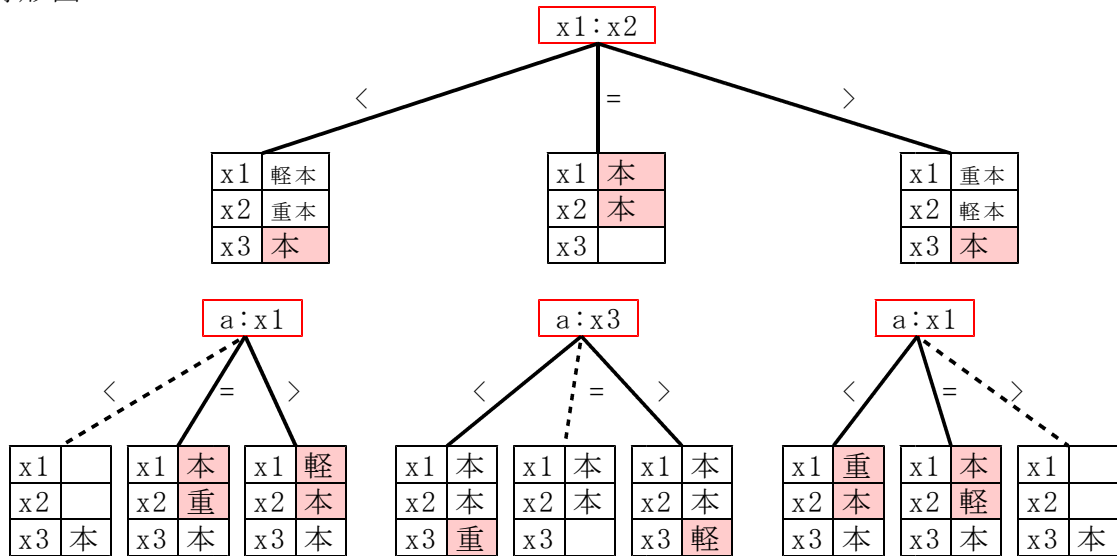 x1:x2
< = >
x1 軽本 x1 本 x1 重本
x2 重本 x2 本 x2 軽本
x3 本 x3 x3 本
a:x1 a:x3 a:x1
< = > < = > < = >
x1 x1 本 x1 軽 x1 本 x1 本 x1 本 x1 重 x1 本 x1
x2 x2 重 x2 本 x2 本 x2 本 x2 本 x2 本 x2 軽 x2
x3 本 x3 本 x3 本 x3 重 x3 x3 軽 x3 本 x3 本 x3 本